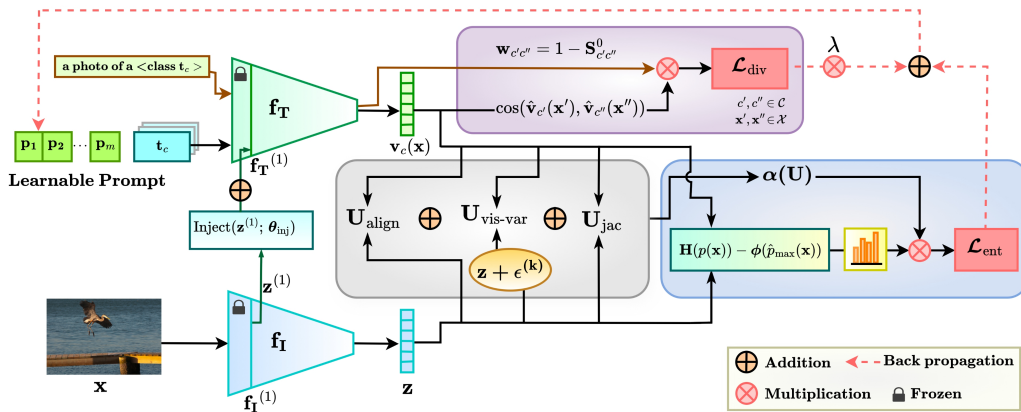 w_{c'c''} = 1 − S^0_{c'c''}
λ
a photo of a <class t_c>
f_T
L_div
cos(v̂_{c'}(x'), v̂_{c''}(x''))
c', c'' ∈ C
x', x'' ∈ X
p_1 p_2 ··· p_m
t_c
v_c(x)
f_T^{(1)}
Learnable Prompt
α(U)
U_align
U_vis-var
U_jac
Inject(z^{(1)}; θ_inj)
H(p(x)) − ϕ(p̂_max(x))
L_ent
z + ϵ^{(k)}
z^{(1)}
f_I
x
z
f_I^{(1)}
Addition
Back propagation
Multiplication
Frozen